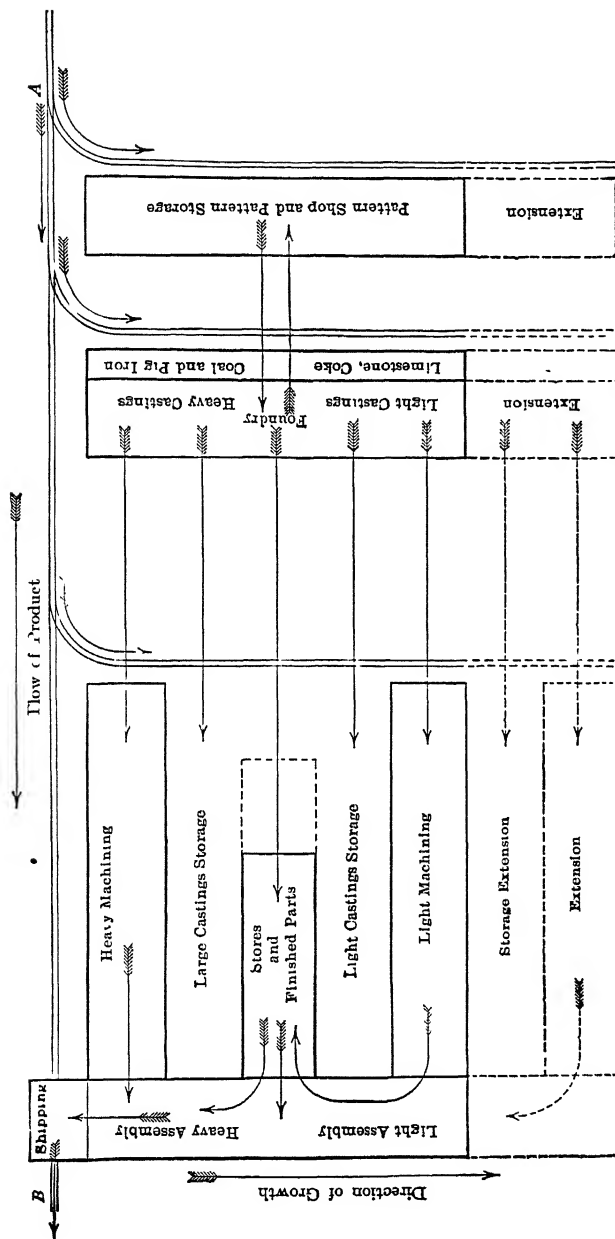 A
Flow of Product
Pattern Shop and Pattern Storage
Extension
Coal and Pig Iron
Limestone, Coke
Heavy Castings
Foundry
Light Castings
Extension
Heavy Machining
Large Castings Storage
Stores
and
Finished Parts
Light Castings Storage
Light Machining
Storage Extension
Extension
Shipping
Heavy Assembly
Light Assembly
B
Direction of Growth